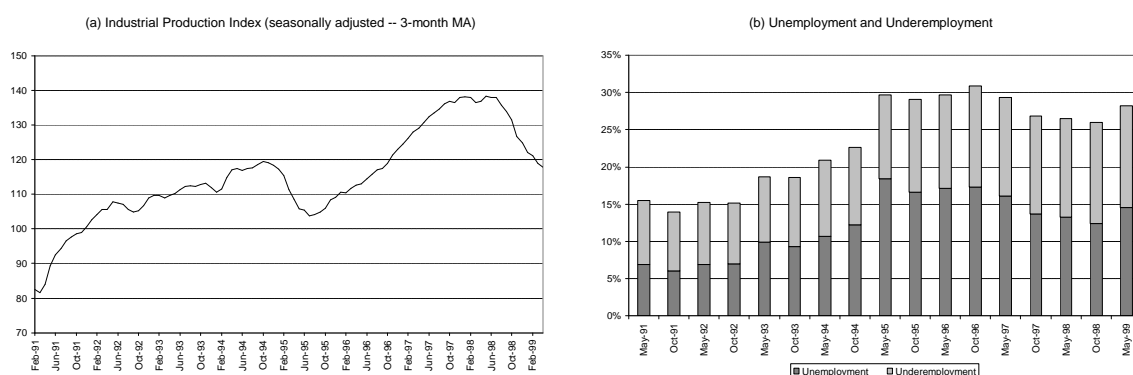 (a) Industrial Production Index (seasonally adjusted -- 3-month MA)
150
140
130
120
110
100
90
80
70
Feb-91
Jun-91
Oct-91
Feb-92
Jun-92
Oct-92
Feb-93
Jun-93
Oct-93
Feb-94
Jun-94
Oct-94
Feb-95
Jun-95
Oct-95
Feb-96
Jun-96
Oct-96
Feb-97
Jun-97
Oct-97
Feb-98
Jun-98
Oct-98
Feb-99
(b) Unemployment and Underemployment
35%
30%
25%
20%
15%
10%
5%
0%
May-91
Oct-91
May-92
Oct-92
May-93
Oct-93
May-94
Oct-94
May-95
Oct-95
May-96
Oct-96
May-97
Oct-97
May-98
Oct-98
May-99
Unemployment Underemployment